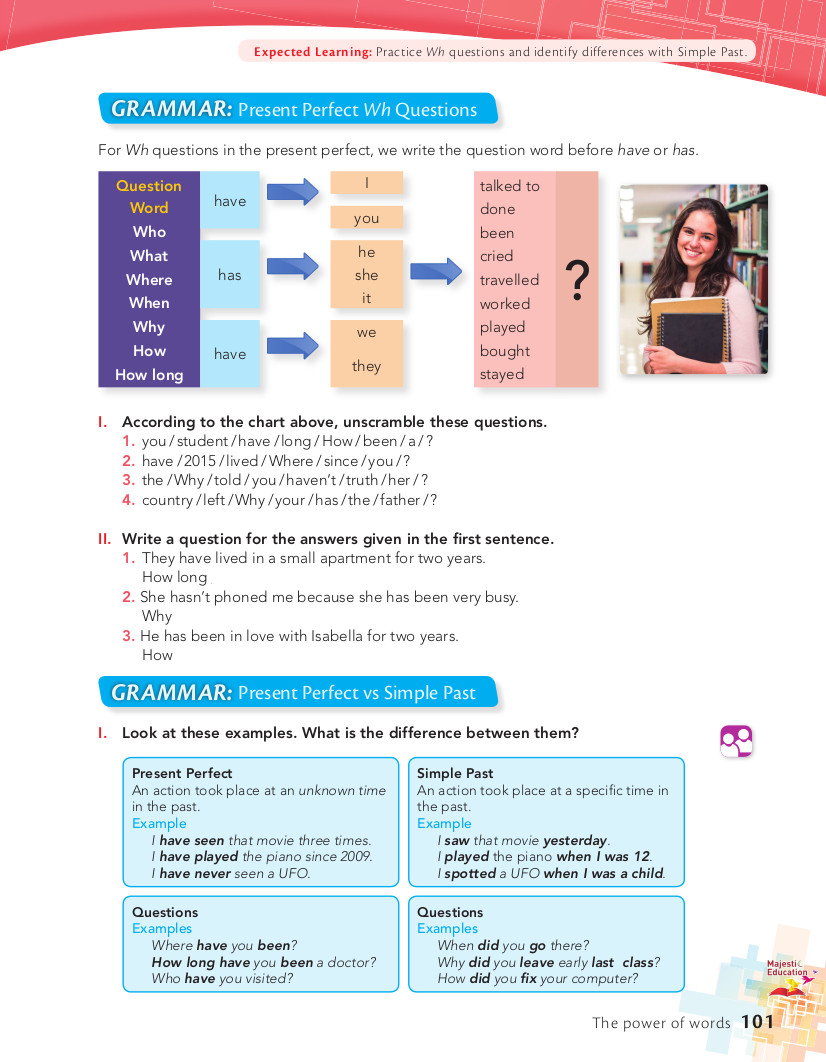 Expected Learning: Practice Wh questions and identify differences with Simple Past.
GRAMMAR: Present Perfect Wh Questions
For Wh questions in the present perfect, we write the question word before have or has.
Question
Word
Who
What
Where
When
Why
How
How long
have
has
have
I
you
he
she
it
we
they
talked to
done
been
cried
travelled
worked
played
bought
stayed
?
I. According to the chart above, unscramble these questions.
1. you / student / have / long / How / been / a / ?
2. have / 2015 / lived / Where / since / you / ?
3. the / Why / told / you / haven't / truth / her / ?
4. country / left / Why / your / has / the / father / ?
II. Write a question for the answers given in the first sentence.
1. They have lived in a small apartment for two years.
How long
2. She hasn't phoned me because she has been very busy.
Why
3. He has been in love with Isabella for two years.
How
GRAMMAR: Present Perfect vs Simple Past
I. Look at these examples. What is the difference between them?
Present Perfect
An action took place at an unknown time
in the past.
Example
I have seen that movie three times.
I have played the piano since 2009.
I have never seen a UFO.
Simple Past
An action took place at a specific time in
the past.
Example
I saw that movie yesterday.
I played the piano when I was 12.
I spotted a UFO when I was a child.
Questions
Examples
Where have you been?
How long have you been a doctor?
Who have you visited?
Questions
Examples
When did you go there?
Why did you leave early last class?
How did you fix your computer?
Majestic
Education
The power of words 101